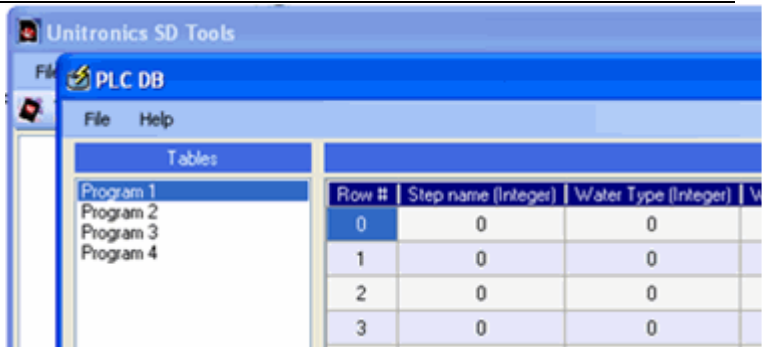 Unitronics SD Tools
PLC DB
File Help
Tables
Program 1
Program 2
Program 3
Program 4
Row # Step name (Integer) Water Type (Integer)
0 0 0
1 0 0
2 0 0
3 0 0